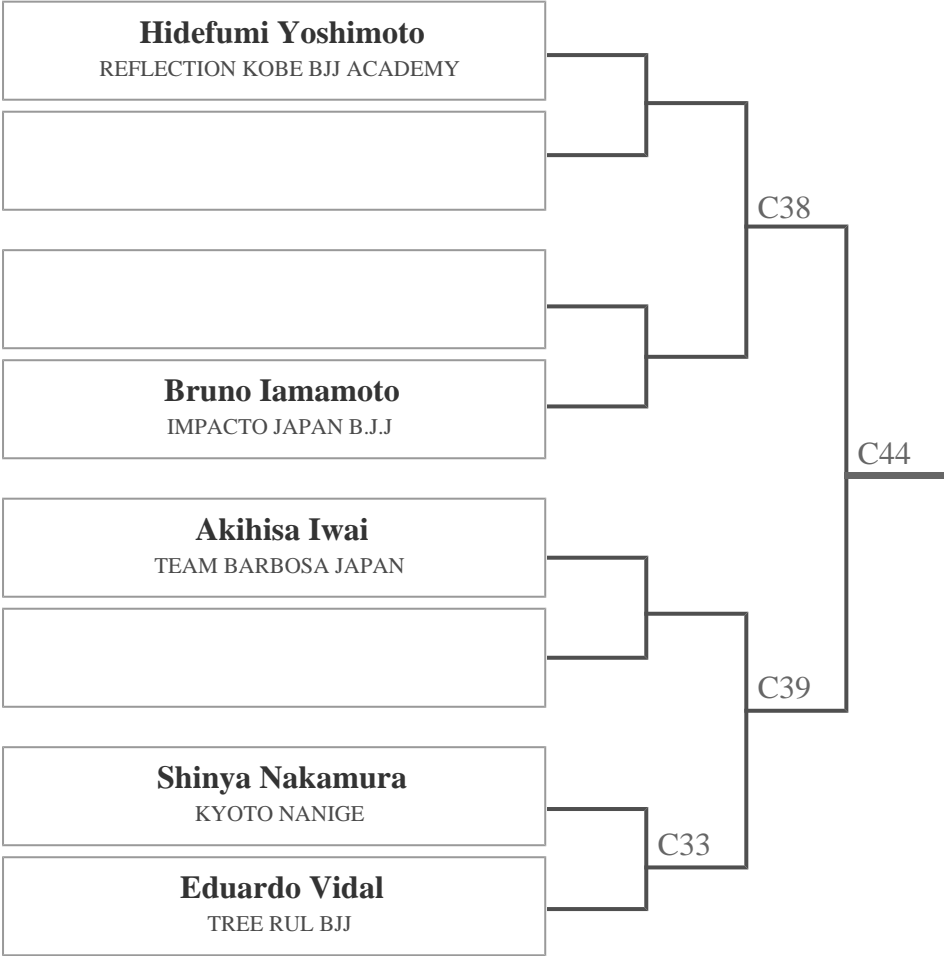 Hidefumi Yoshimoto
REFLECTION KOBE BJJ ACADEMY
C38
Bruno Iamamoto
IMPACTO JAPAN B.J.J
C44
Akihisa Iwai
TEAM BARBOSA JAPAN
C39
Shinya Nakamura
KYOTO NANIGE
C33
Eduardo Vidal
TREE RUL BJJ